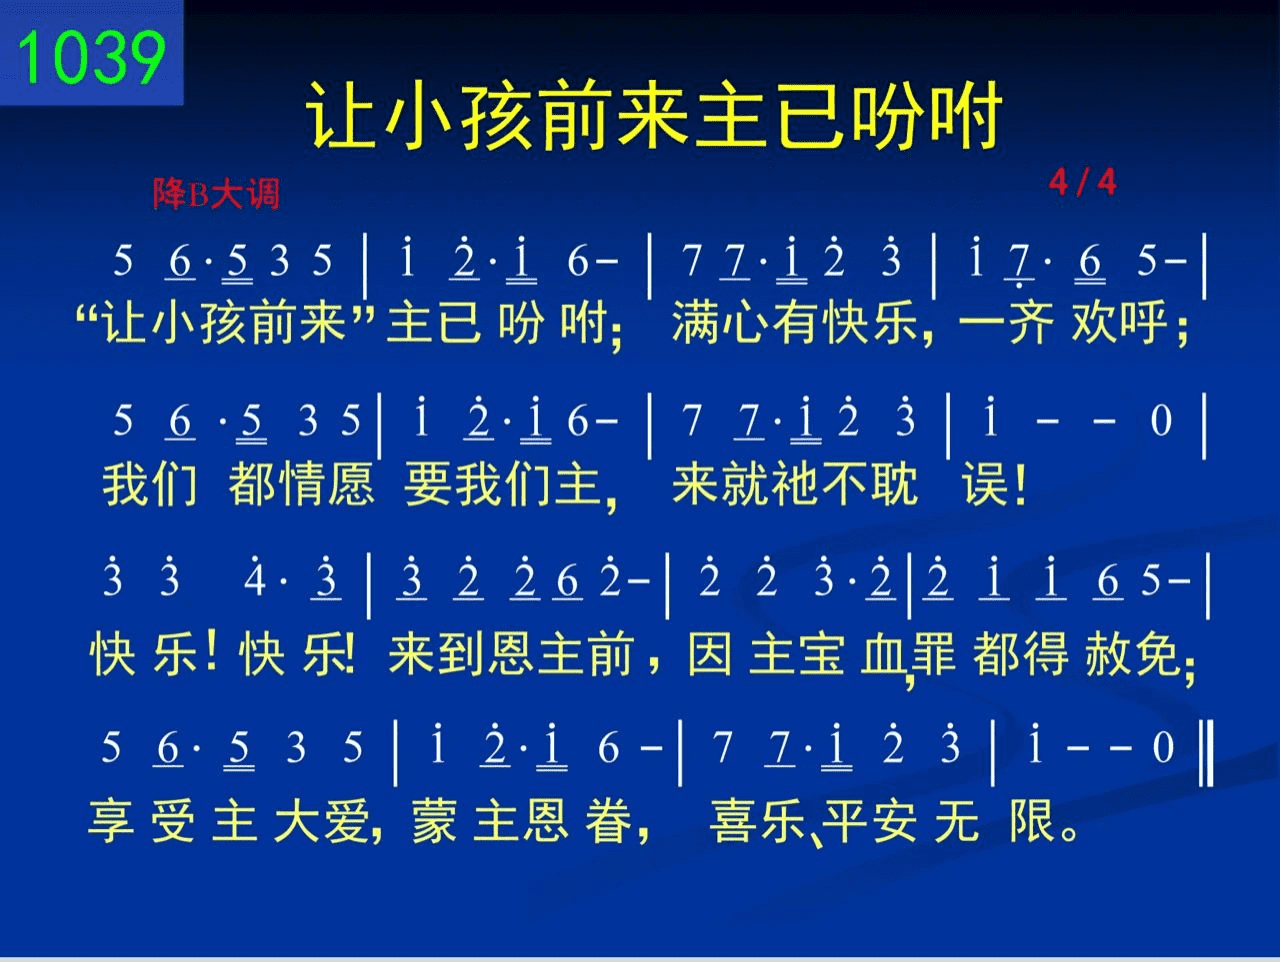 1039
让小孩前来主已吩咐
降B大调 4/4
5 6·5 3 5 | i 2̇·i 6– | 7 7·i 2̇ 3̇ | i 7̣· 6 5– |
“让小孩前来”主已吩咐；满心有快乐，一齐欢呼；
5 6·5 3 5 | i 2̇·i 6– | 7 7·i 2̇ 3̇ | i – – 0 |
我们都情愿要我们主，来就祂不耽误！
3̇ 3̇ 4̇· 3̇ | 3̇ 2̇ 2̇ 6 2̇– | 2̇ 2̇ 3̇·2̇ | 2̇ i i 6 5– |
快乐！快乐！来到恩主前，因主宝血，罪都得赦免；
5 6·5 3 5 | i 2̇·i 6 – | 7 7·i 2̇ 3̇ | i – – 0 ‖
享受主大爱，蒙主恩眷，喜乐、平安无限。